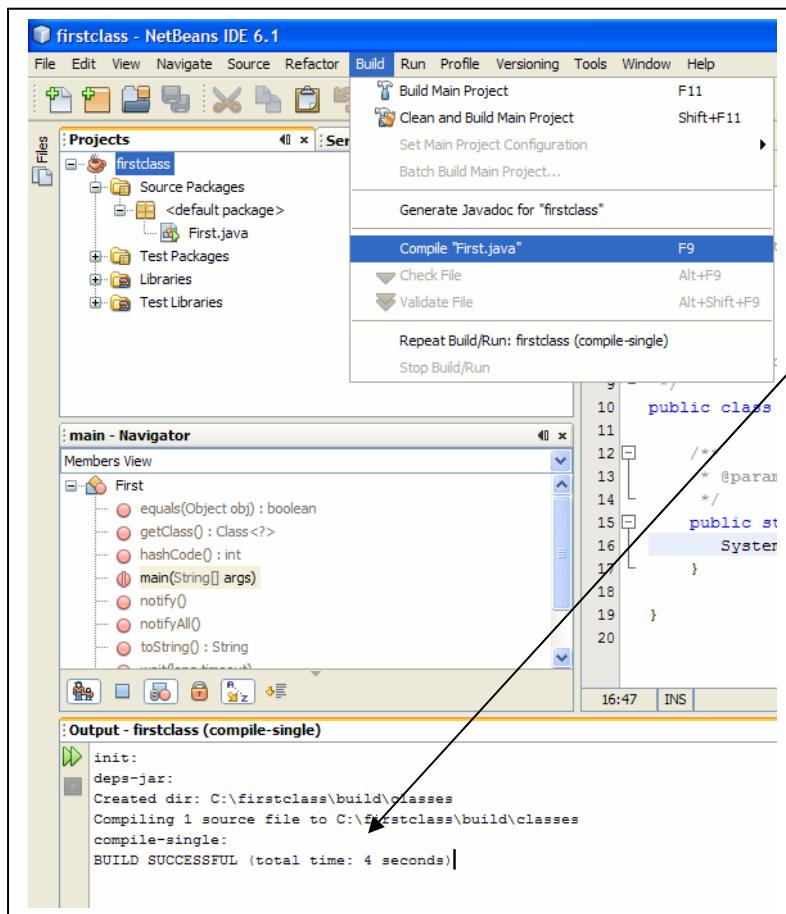 firstclass - NetBeans IDE 6.1
File Edit View Navigate Source Refactor Build Run Profile Versioning Tools Window Help
Build Main Project F11
Clean and Build Main Project Shift+F11
Set Main Project Configuration
Batch Build Main Project...
Generate Javadoc for "firstclass"
Compile "First.java" F9
Check File Alt+F9
Validate File Alt+Shift+F9
Repeat Build/Run: firstclass (compile-single)
Stop Build/Run
Files
Projects
Ser
firstclass
Source Packages
<default package>
First.java
Test Packages
Libraries
Test Libraries
9 */
10 public class
11
12 /**
13 * @param
14 */
15 public st
16 System
17 }
18
19 }
20
main - Navigator
Members View
First
equals(Object obj) : boolean
getClass() : Class<?>
hashCode() : int
main(String[] args)
notify()
notifyAll()
toString() : String
16:47 INS
Output - firstclass (compile-single)
init:
deps-jar:
Created dir: C:\firstclass\build\classes
Compiling 1 source file to C:\firstclass\build\classes
compile-single:
BUILD SUCCESSFUL (total time: 4 seconds)